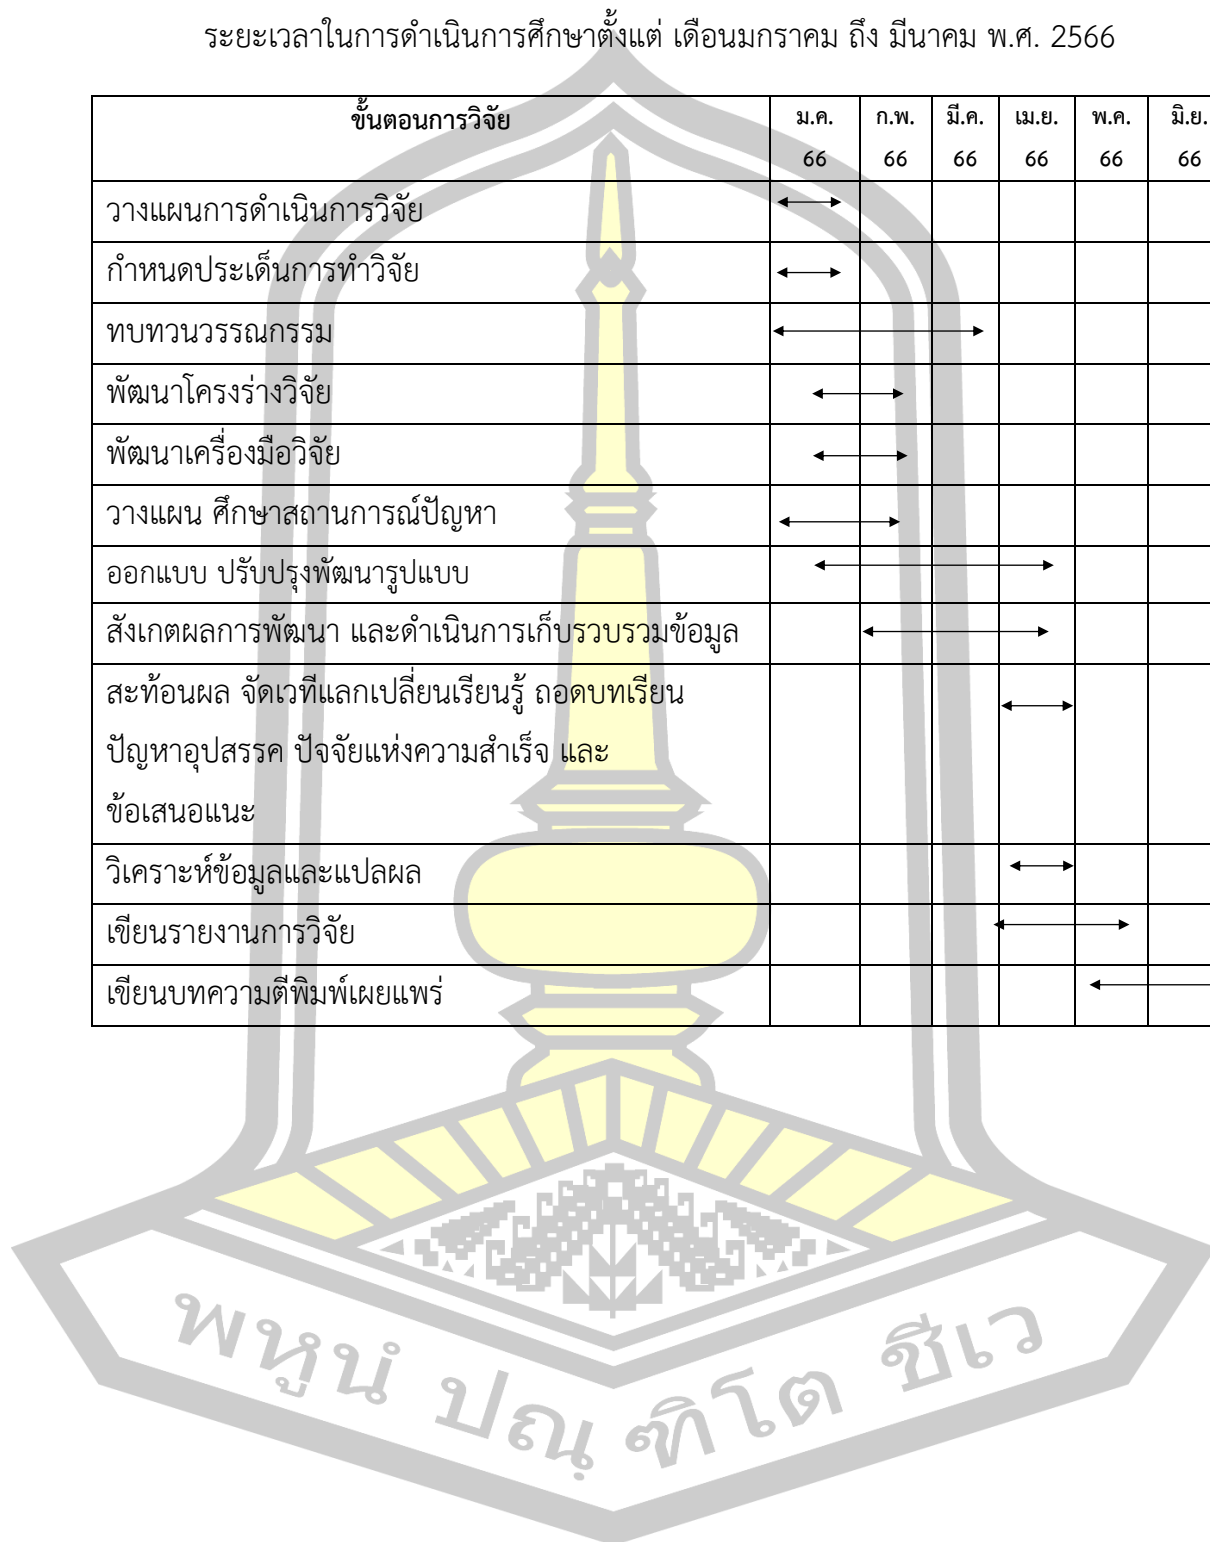 ระยะเวลาในการดำเนินการศึกษาตั้งแต่ เดือนมกราคม ถึง มีนาคม พ.ศ. 2566
ขั้นตอนการวิจัย ม.ค. ก.พ. มี.ค. เม.ย. พ.ค. มิ.ย.
66 66 66 66 66 66
วางแผนการดำเนินการวิจัย
กำหนดประเด็นการทำวิจัย
ทบทวนวรรณกรรม
พัฒนาโครงร่างวิจัย
พัฒนาเครื่องมือวิจัย
วางแผน ศึกษาสถานการณ์ปัญหา
ออกแบบ ปรับปรุงพัฒนารูปแบบ
สังเกตผลการพัฒนา และดำเนินการเก็บรวบรวมข้อมูล
สะท้อนผล จัดเวทีแลกเปลี่ยนเรียนรู้ ถอดบทเรียน
ปัญหาอุปสรรค ปัจจัยแห่งความสำเร็จ และ
ข้อเสนอแนะ
วิเคราะห์ข้อมูลและแปลผล
เขียนรายงานการวิจัย
เขียนบทความตีพิมพ์เผยแพร่
พหูนํ ปณฺ ฑิโต ชีเว